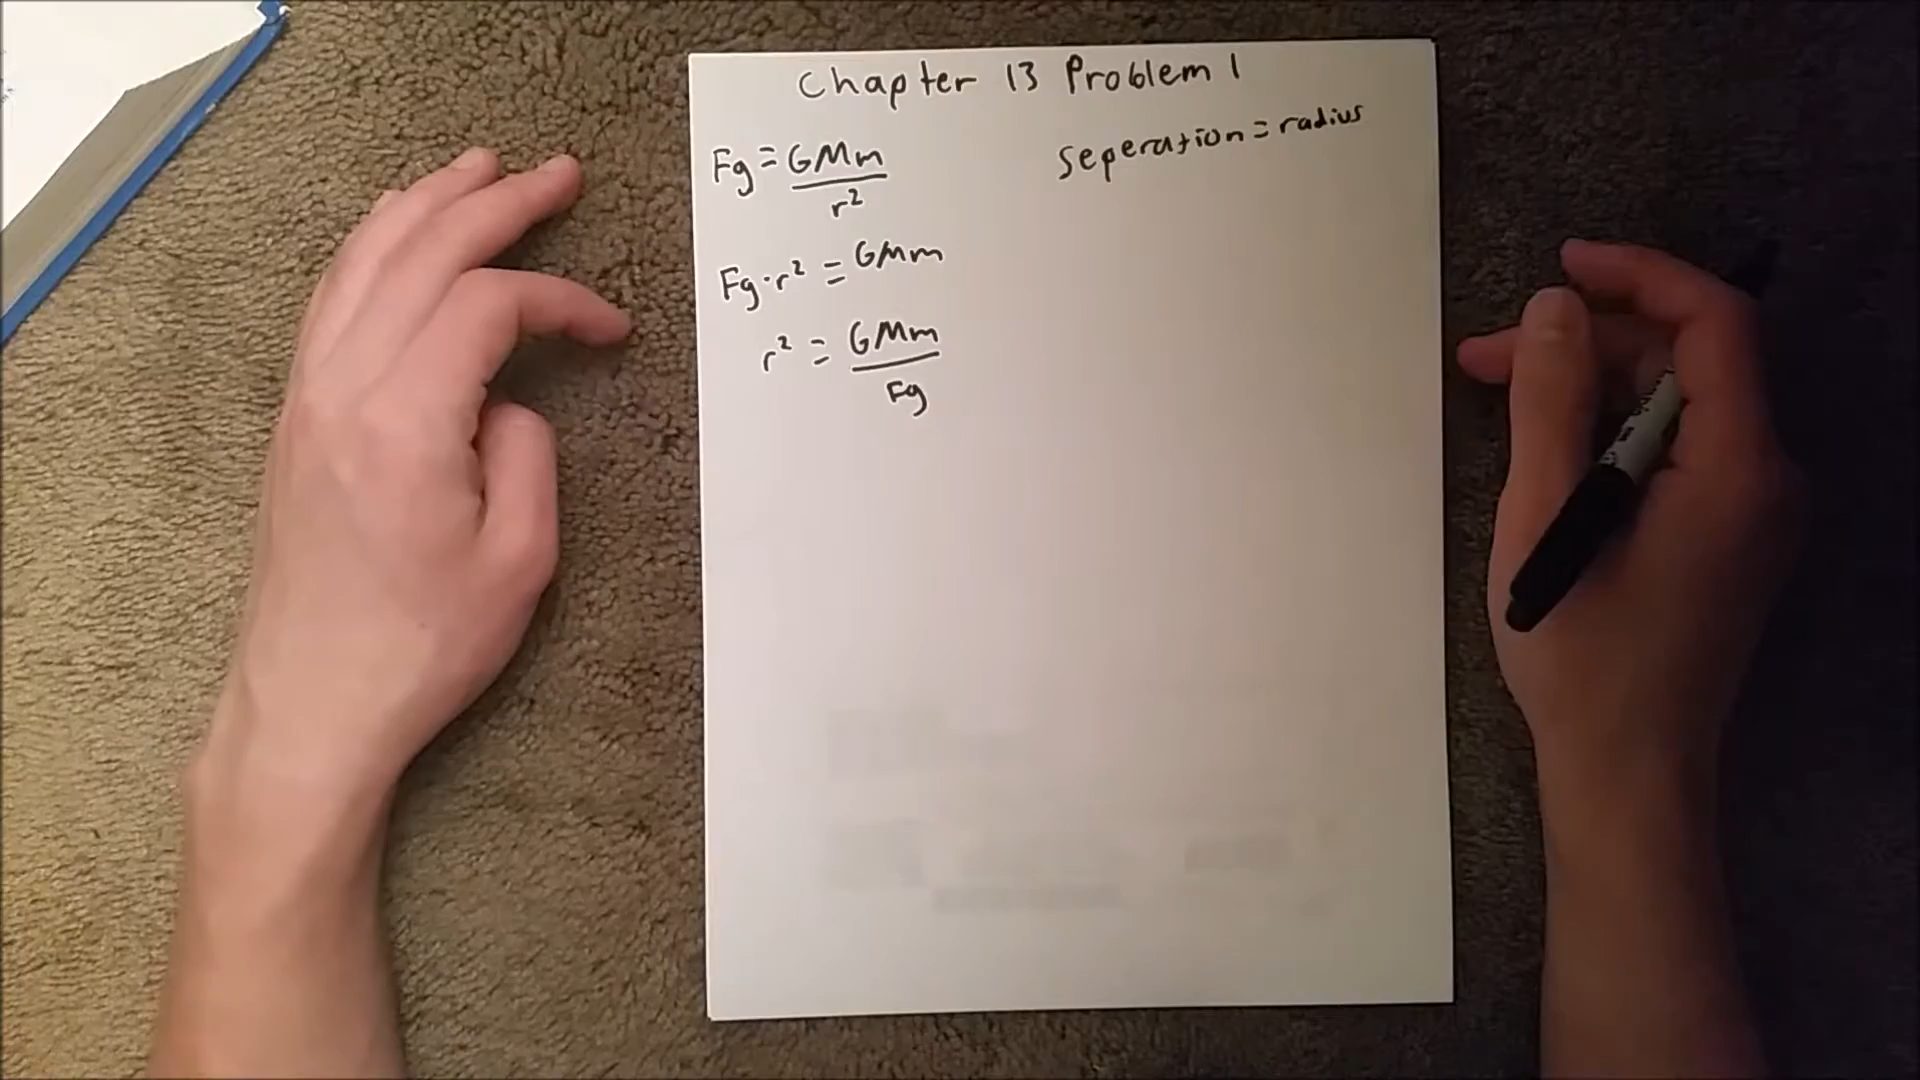 Chapter 13 Problem 1
seperation = radius
Fg = GMm / r²
Fg · r² = GMm
r² = GMm / Fg